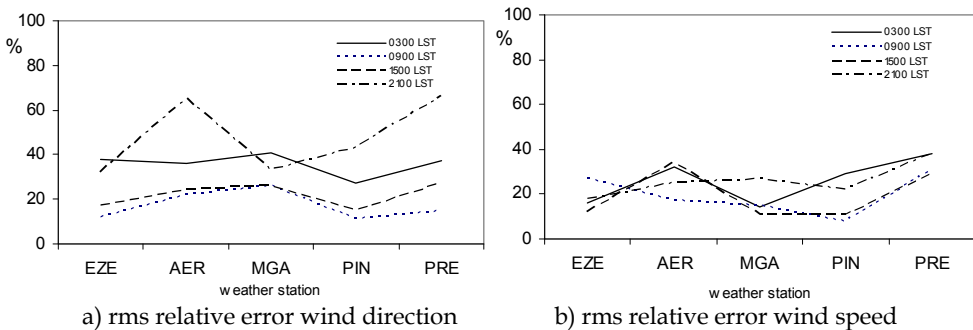 100
%
80
60
40
20
0
0300 LST
0900 LST
1500 LST
2100 LST
EZE AER MGA PIN PRE
weather station
a) rms relative error wind direction
100
%
80
60
40
20
0
0300 LST
0900 LST
1500 LST
2100 LST
EZE AER MGA PIN PRE
weather station
b) rms relative error wind speed